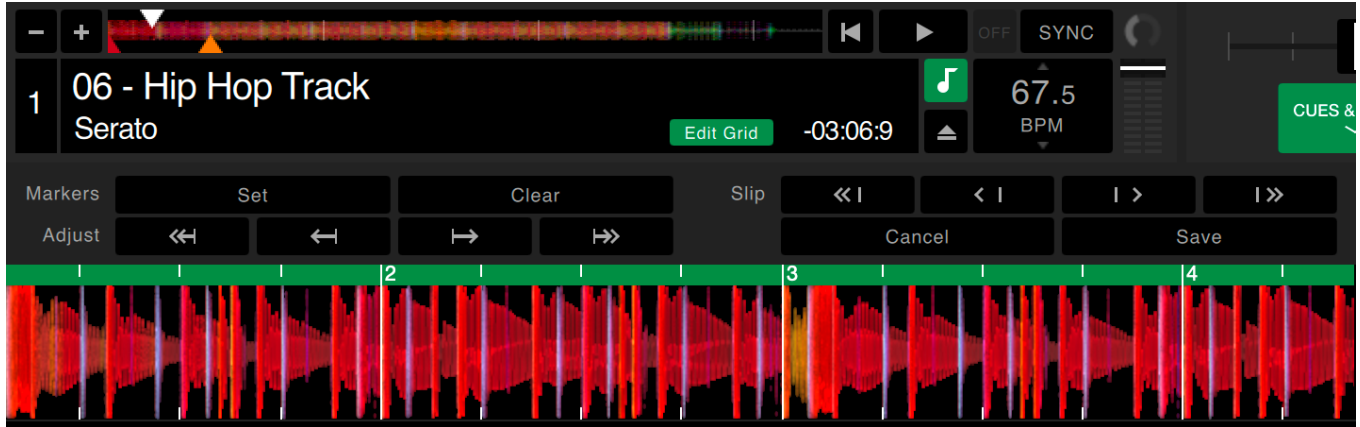 − + OFF SYNC
1 06 - Hip Hop Track
Serato Edit Grid -03:06:9
67.5
BPM
CUES &
Markers Set Clear Slip
Adjust Cancel Save
2 3 4